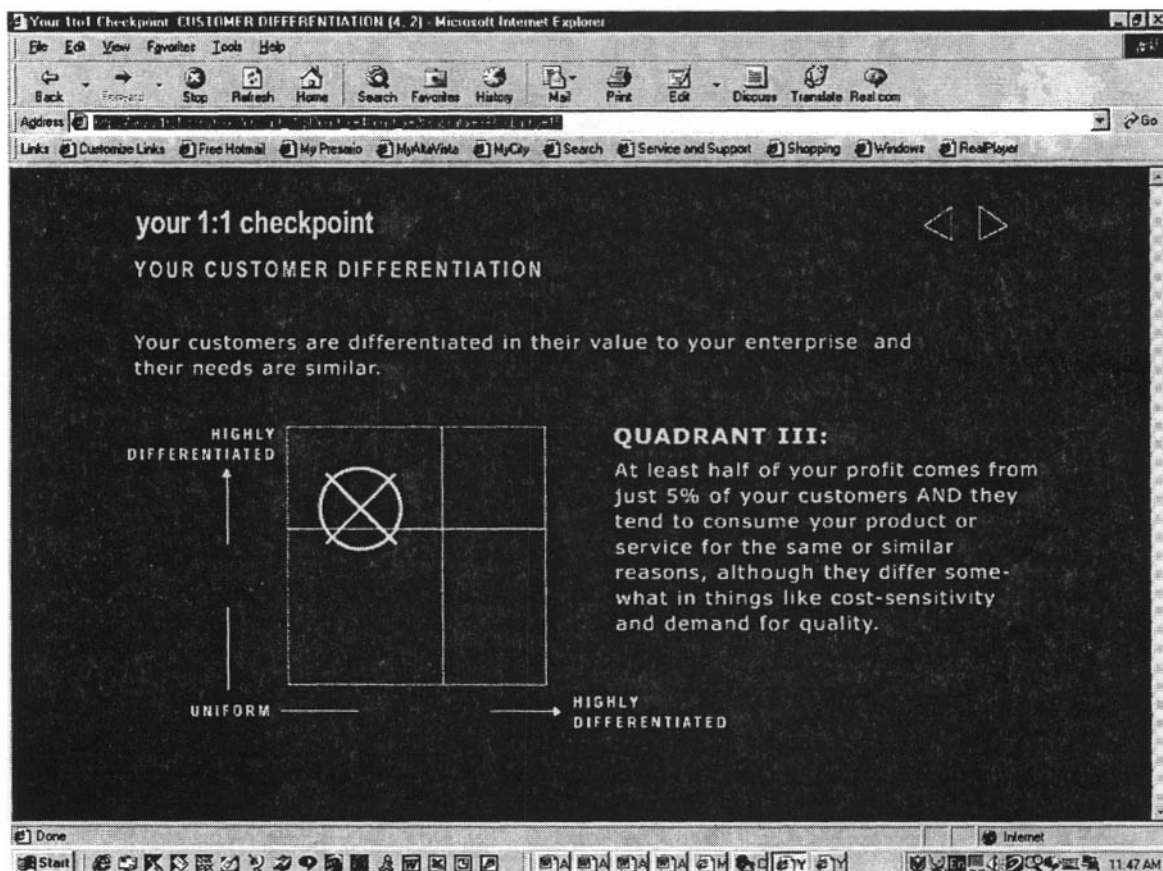 Your 1to1 Checkpoint CUSTOMER DIFFERENTIATION (4, 2) - Microsoft Internet Explorer
File Edit View Favorites Tools Help
Back Forward Stop Refresh Home Search Favorites History Mail Print Edit Discuss Translate Real.com
Address Go
Links Customize Links Free Hotmail My Presario MyAltaVista MyCity Search Service and Support Shopping Windows RealPlayer
your 1:1 checkpoint
YOUR CUSTOMER DIFFERENTIATION
Your customers are differentiated in their value to your enterprise and
their needs are similar.
HIGHLY
DIFFERENTIATED
UNIFORM
HIGHLY
DIFFERENTIATED
QUADRANT III:
At least half of your profit comes from
just 5% of your customers AND they
tend to consume your product or
service for the same or similar
reasons, although they differ some-
what in things like cost-sensitivity
and demand for quality.
Done Internet
Start 11:47 AM